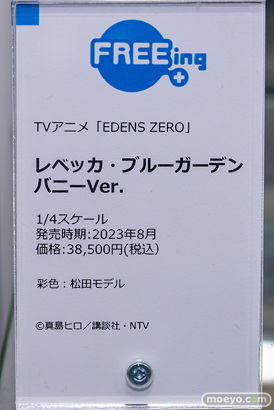 FREEing
TVアニメ「EDENS ZERO」
レベッカ・ブルーガーデン
バニーVer.
1/4スケール
発売時期:2023年8月
価格:38,500円(税込)
彩色：松田モデル
©真島ヒロ／講談社・NTV
moeyo.com